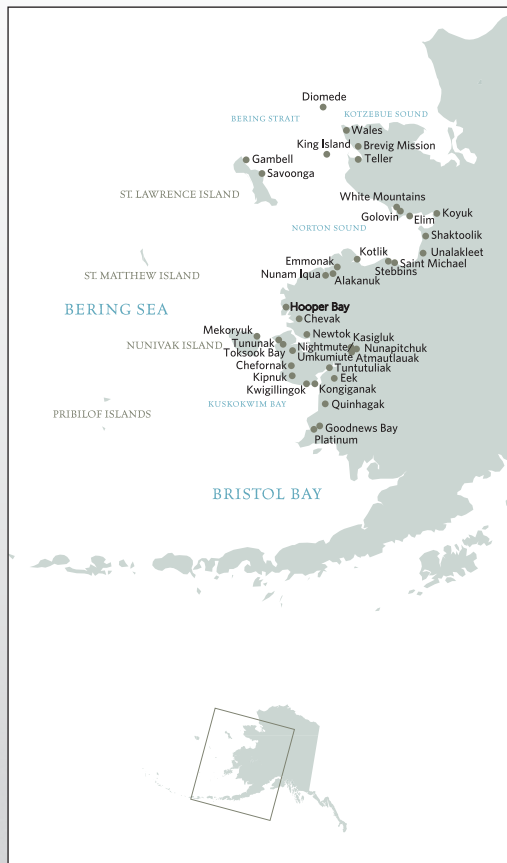 Diomede
BERING STRAIT
KOTZEBUE SOUND
Wales
King Island
Brevig Mission
Gambell
Teller
Savoonga
ST. LAWRENCE ISLAND
White Mountains
Golovin
Elim
Koyuk
NORTON SOUND
Shaktoolik
Kotlik
Unalakleet
Emmonak
Saint Michael
ST. MATTHEW ISLAND
Nunam Iqua
Stebbins
Alakanuk
BERING SEA
Hooper Bay
Chevak
Mekoryuk
Newtok
Kasigluk
NUNIVAK ISLAND
Tununak
Nightmute
Nunapitchuk
Toksook Bay
Umkumiute
Atmautlauak
Chefornak
Tuntutuliak
Kipnuk
Eek
Kwigillingok
Kongiganak
KUSKOKWIM BAY
Quinhagak
PRIBILOF ISLANDS
Goodnews Bay
Platinum
BRISTOL BAY